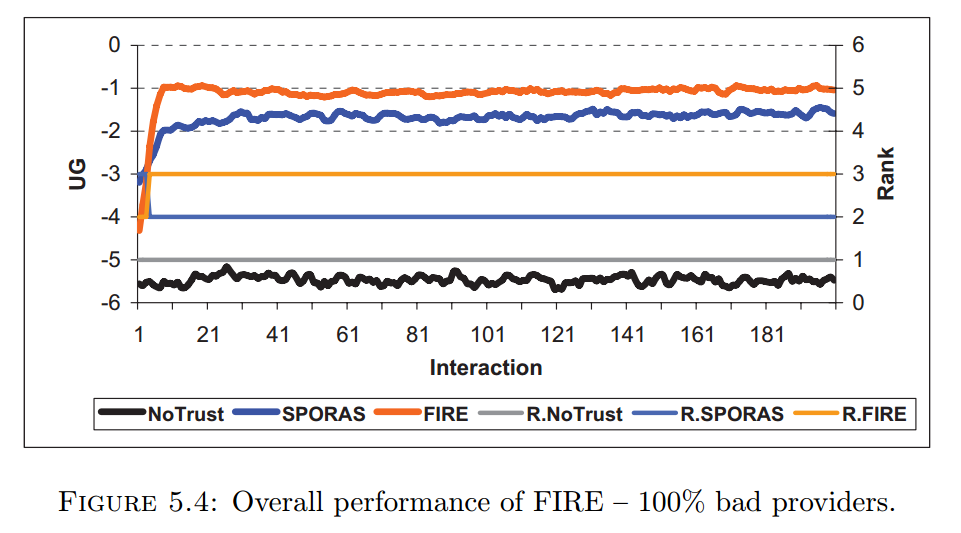 -0
-1
-2
-3
-4
-5
-6
UG
6
5
4
3
2
1
0
Rank
1 21 41 61 81 101 121 141 161 181
Interaction
NoTrust SPORAS FIRE R.NoTrust R.SPORAS R.FIRE
FIGURE 5.4: Overall performance of FIRE – 100% bad providers.